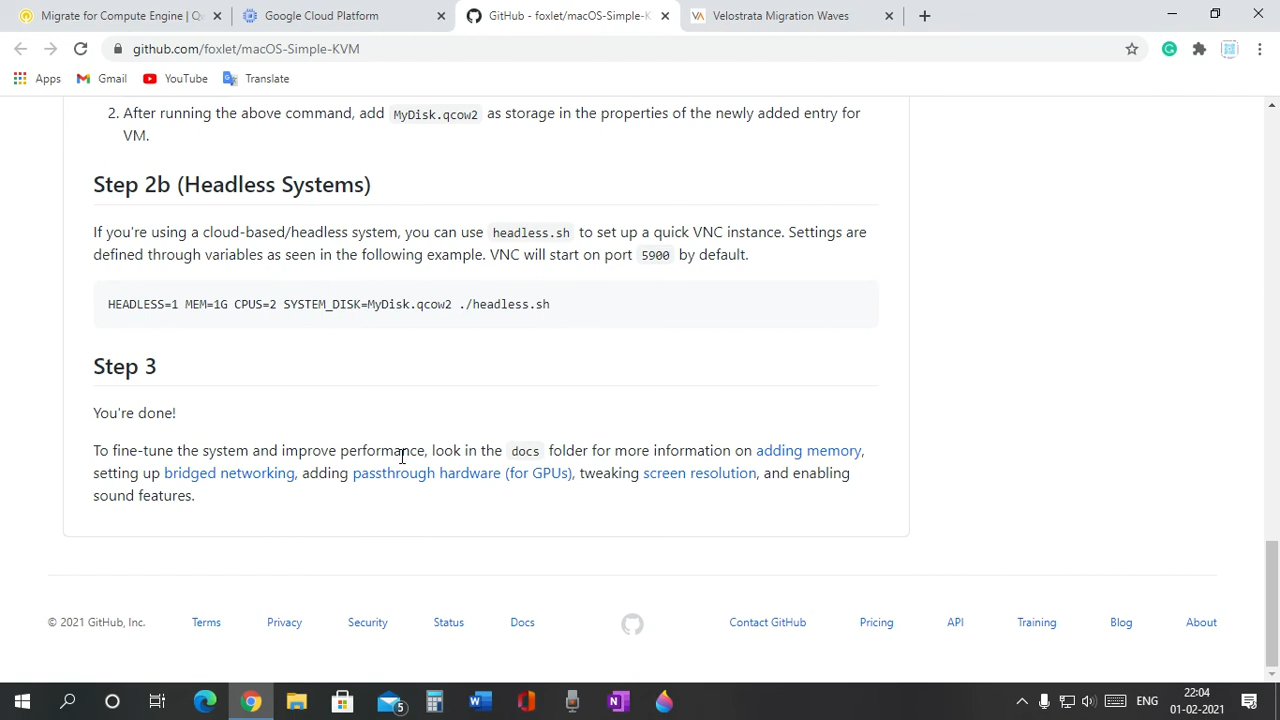 Migrate for Compute Engine | Qw
Google Cloud Platform
GitHub - foxlet/macOS-Simple-K
Velostrata Migration Waves
github.com/foxlet/macOS-Simple-KVM
Apps
Gmail
YouTube
Translate
2. After running the above command, add MyDisk.qcow2 as storage in the properties of the newly added entry for
VM.
Step 2b (Headless Systems)
If you're using a cloud-based/headless system, you can use headless.sh to set up a quick VNC instance. Settings are
defined through variables as seen in the following example. VNC will start on port 5900 by default.
HEADLESS=1 MEM=1G CPUS=2 SYSTEM_DISK=MyDisk.qcow2 ./headless.sh
Step 3
You're done!
To fine-tune the system and improve performance, look in the docs folder for more information on adding memory,
setting up bridged networking, adding passthrough hardware (for GPUs), tweaking screen resolution, and enabling
sound features.
© 2021 GitHub, Inc.
Terms
Privacy
Security
Status
Docs
Contact GitHub
Pricing
API
Training
Blog
About
5
ENG
22:04
01-02-2021